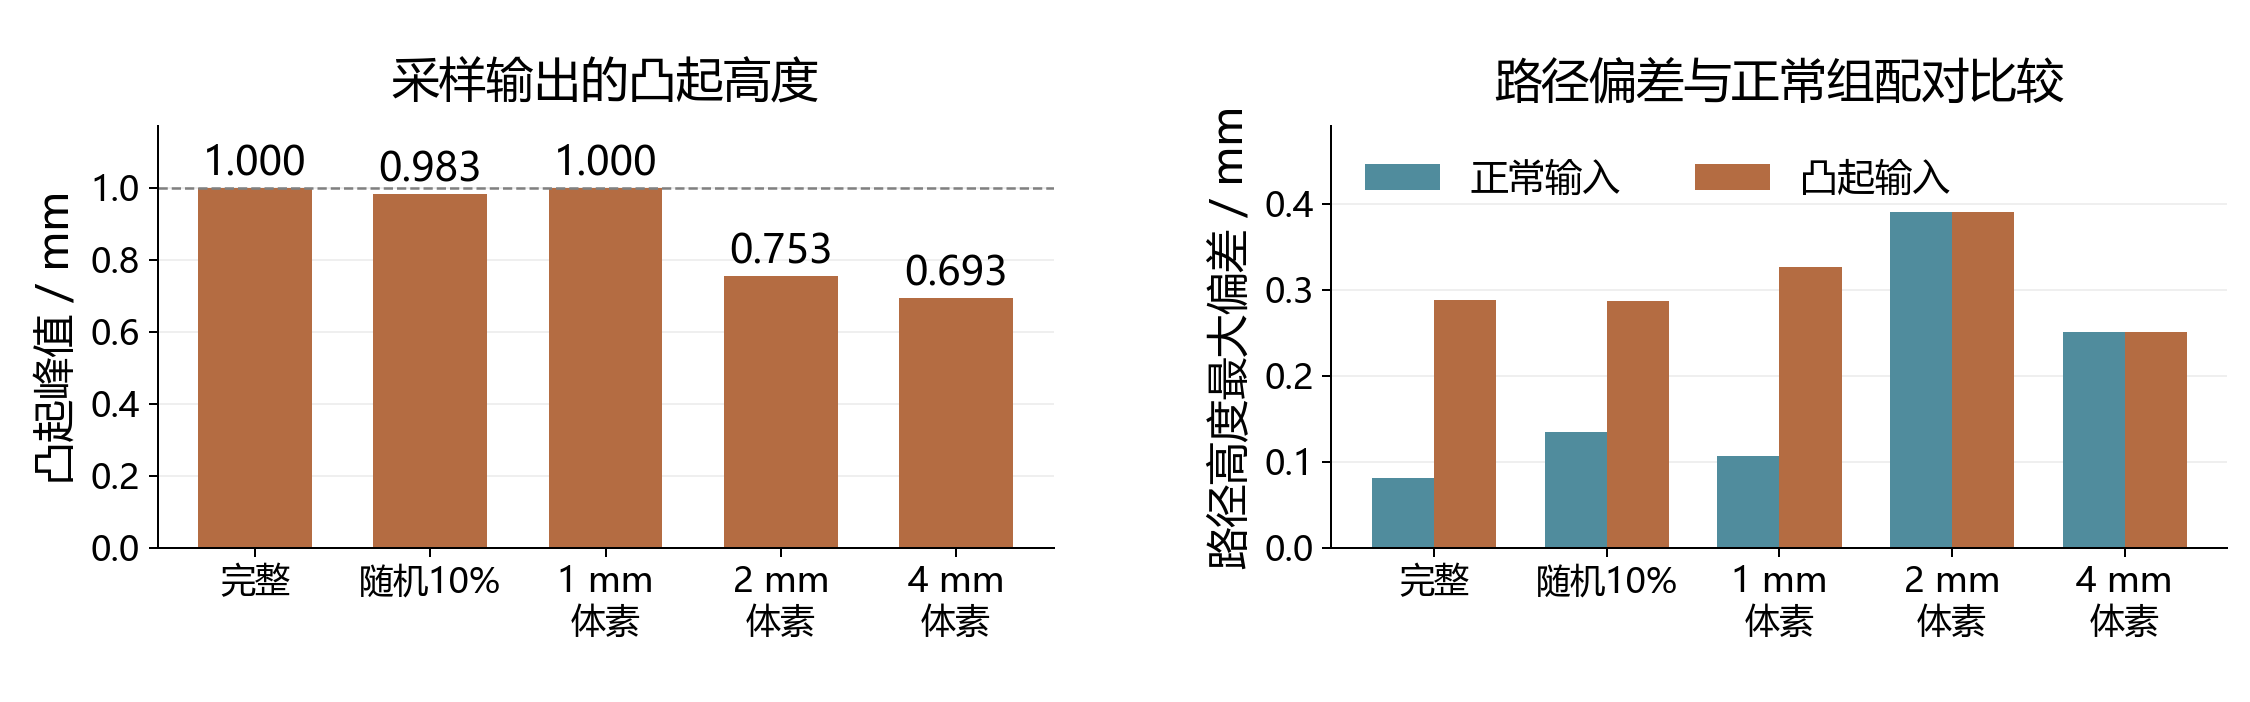 采样输出的凸起高度
凸起峰值 / mm
1.0
0.8
0.6
0.4
0.2
0.0
1.000
0.983
1.000
0.753
0.693
完整
随机10%
1 mm
体素
2 mm
体素
4 mm
体素
路径偏差与正常组配对比较
路径高度最大偏差 / mm
正常输入
凸起输入
0.4
0.3
0.2
0.1
0.0
完整
随机10%
1 mm
体素
2 mm
体素
4 mm
体素